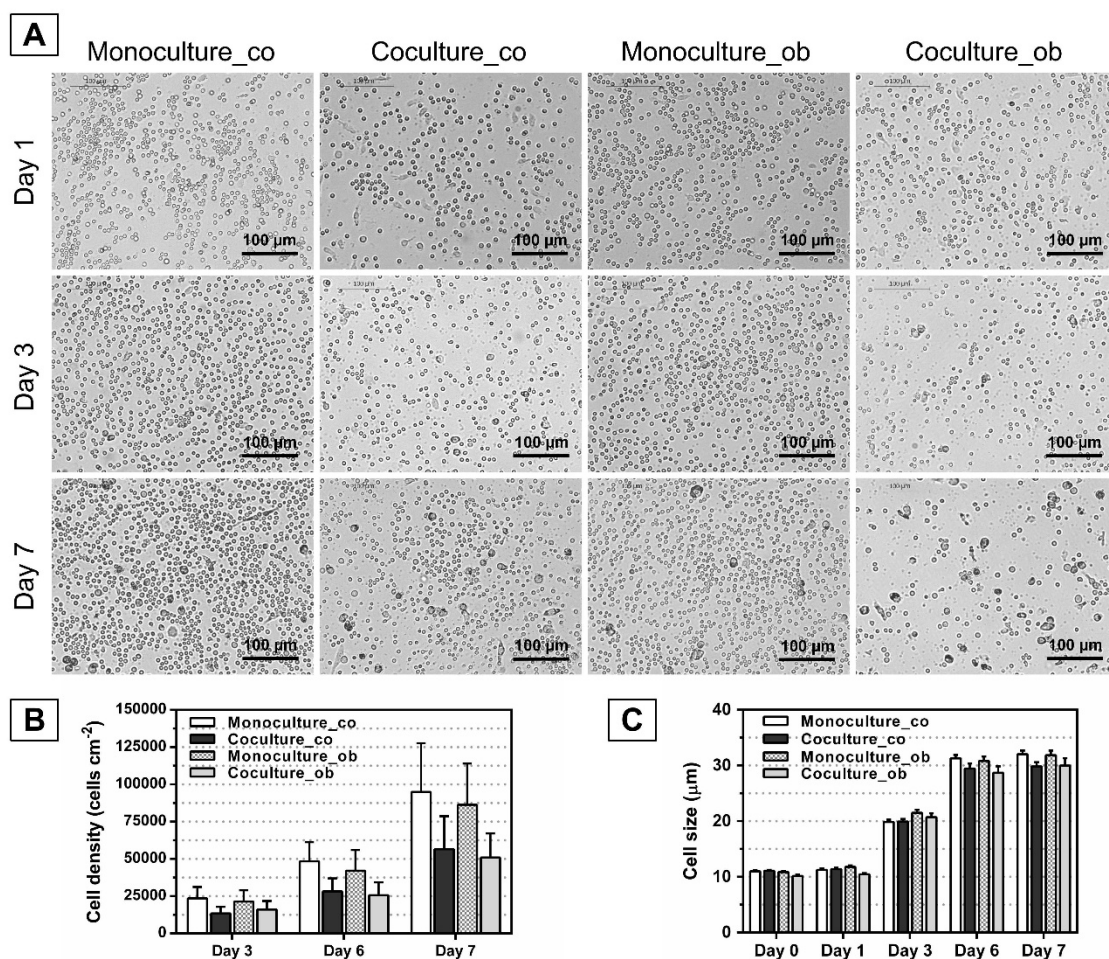 A
Monoculture_co Coculture_co Monoculture_ob Coculture_ob
Day 1
100 µm 100 µm 100 µm 100 µm
Day 3
100 µm 100 µm 100 µm 100 µm
Day 7
100 µm 100 µm 100 µm 100 µm
B
Cell density (cells cm-2)
150000
125000
100000
75000
50000
25000
0
Monoculture_co
Coculture_co
Monoculture_ob
Coculture_ob
Day 3 Day 6 Day 7
C
Cell size (µm)
40
30
20
10
0
Monoculture_co
Coculture_co
Monoculture_ob
Coculture_ob
Day 0 Day 1 Day 3 Day 6 Day 7